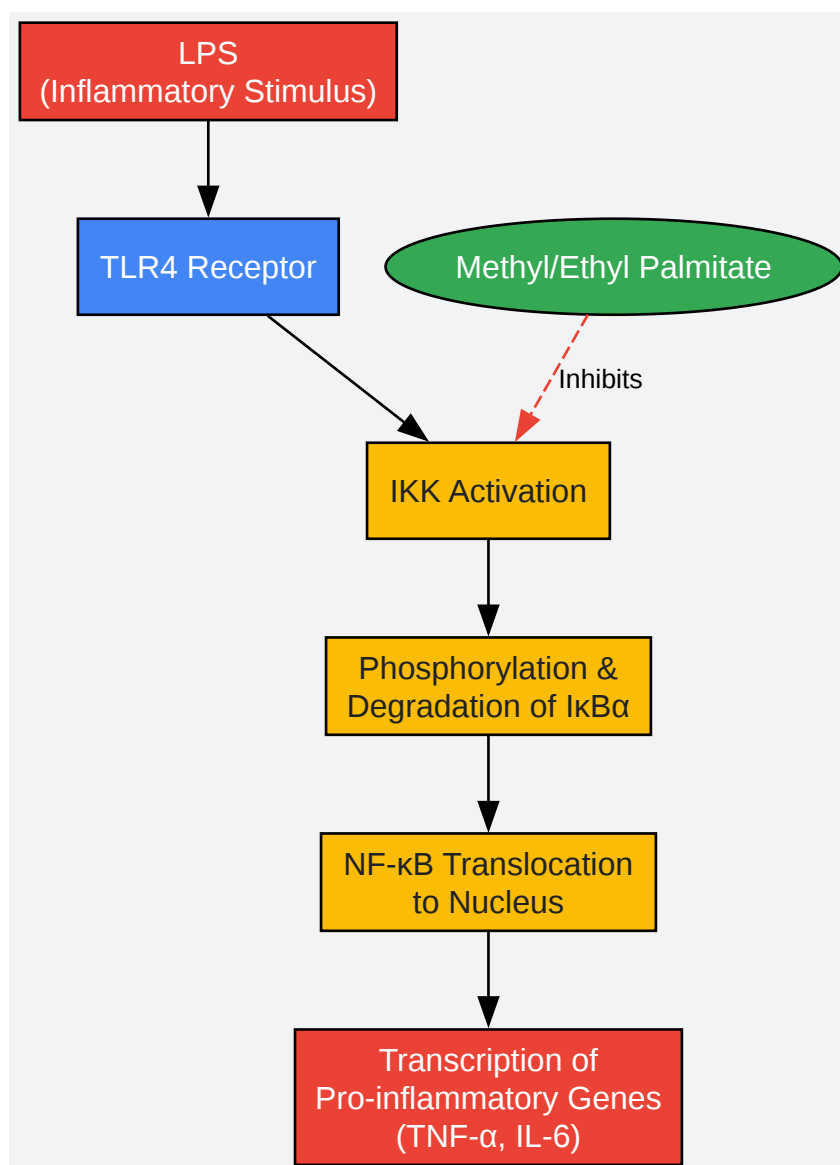 LPS
(Inflammatory Stimulus)
TLR4 Receptor
Methyl/Ethyl Palmitate
Inhibits
IKK Activation
Phosphorylation &
Degradation of IκBα
NF-κB Translocation
to Nucleus
Transcription of
Pro-inflammatory Genes
(TNF-α, IL-6)